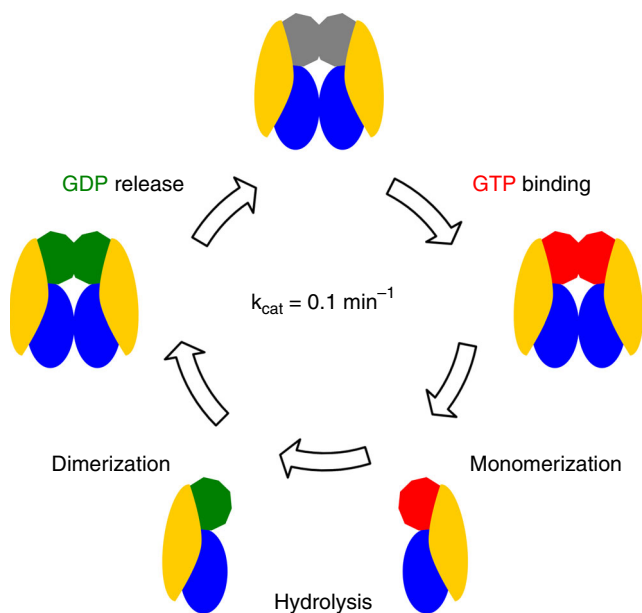 GDP release
GTP binding
k_cat = 0.1 min⁻¹
Dimerization
Monomerization
Hydrolysis